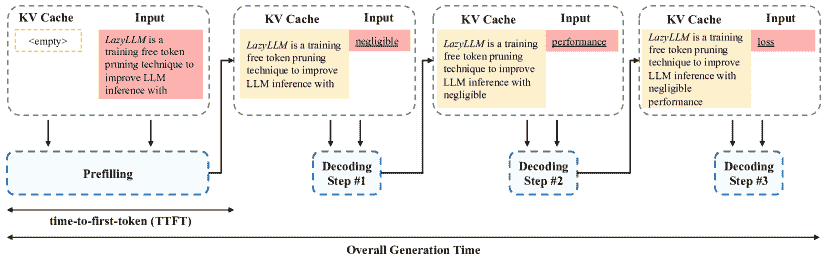 KV Cache
Input
<empty>
LazyLLM is a
training free token
pruning technique to
improve LLM
inference with
KV Cache
Input
LazyLLM is a training
free token pruning
technique to improve
LLM inference with
negligible
KV Cache
Input
LazyLLM is a training
free token pruning
technique to improve
LLM inference with
negligible
performance
KV Cache
Input
LazyLLM is a training
free token pruning
technique to improve
LLM inference with
negligible
performance
loss
Prefilling
Decoding
Step #1
Decoding
Step #2
Decoding
Step #3
time-to-first-token (TTFT)
Overall Generation Time